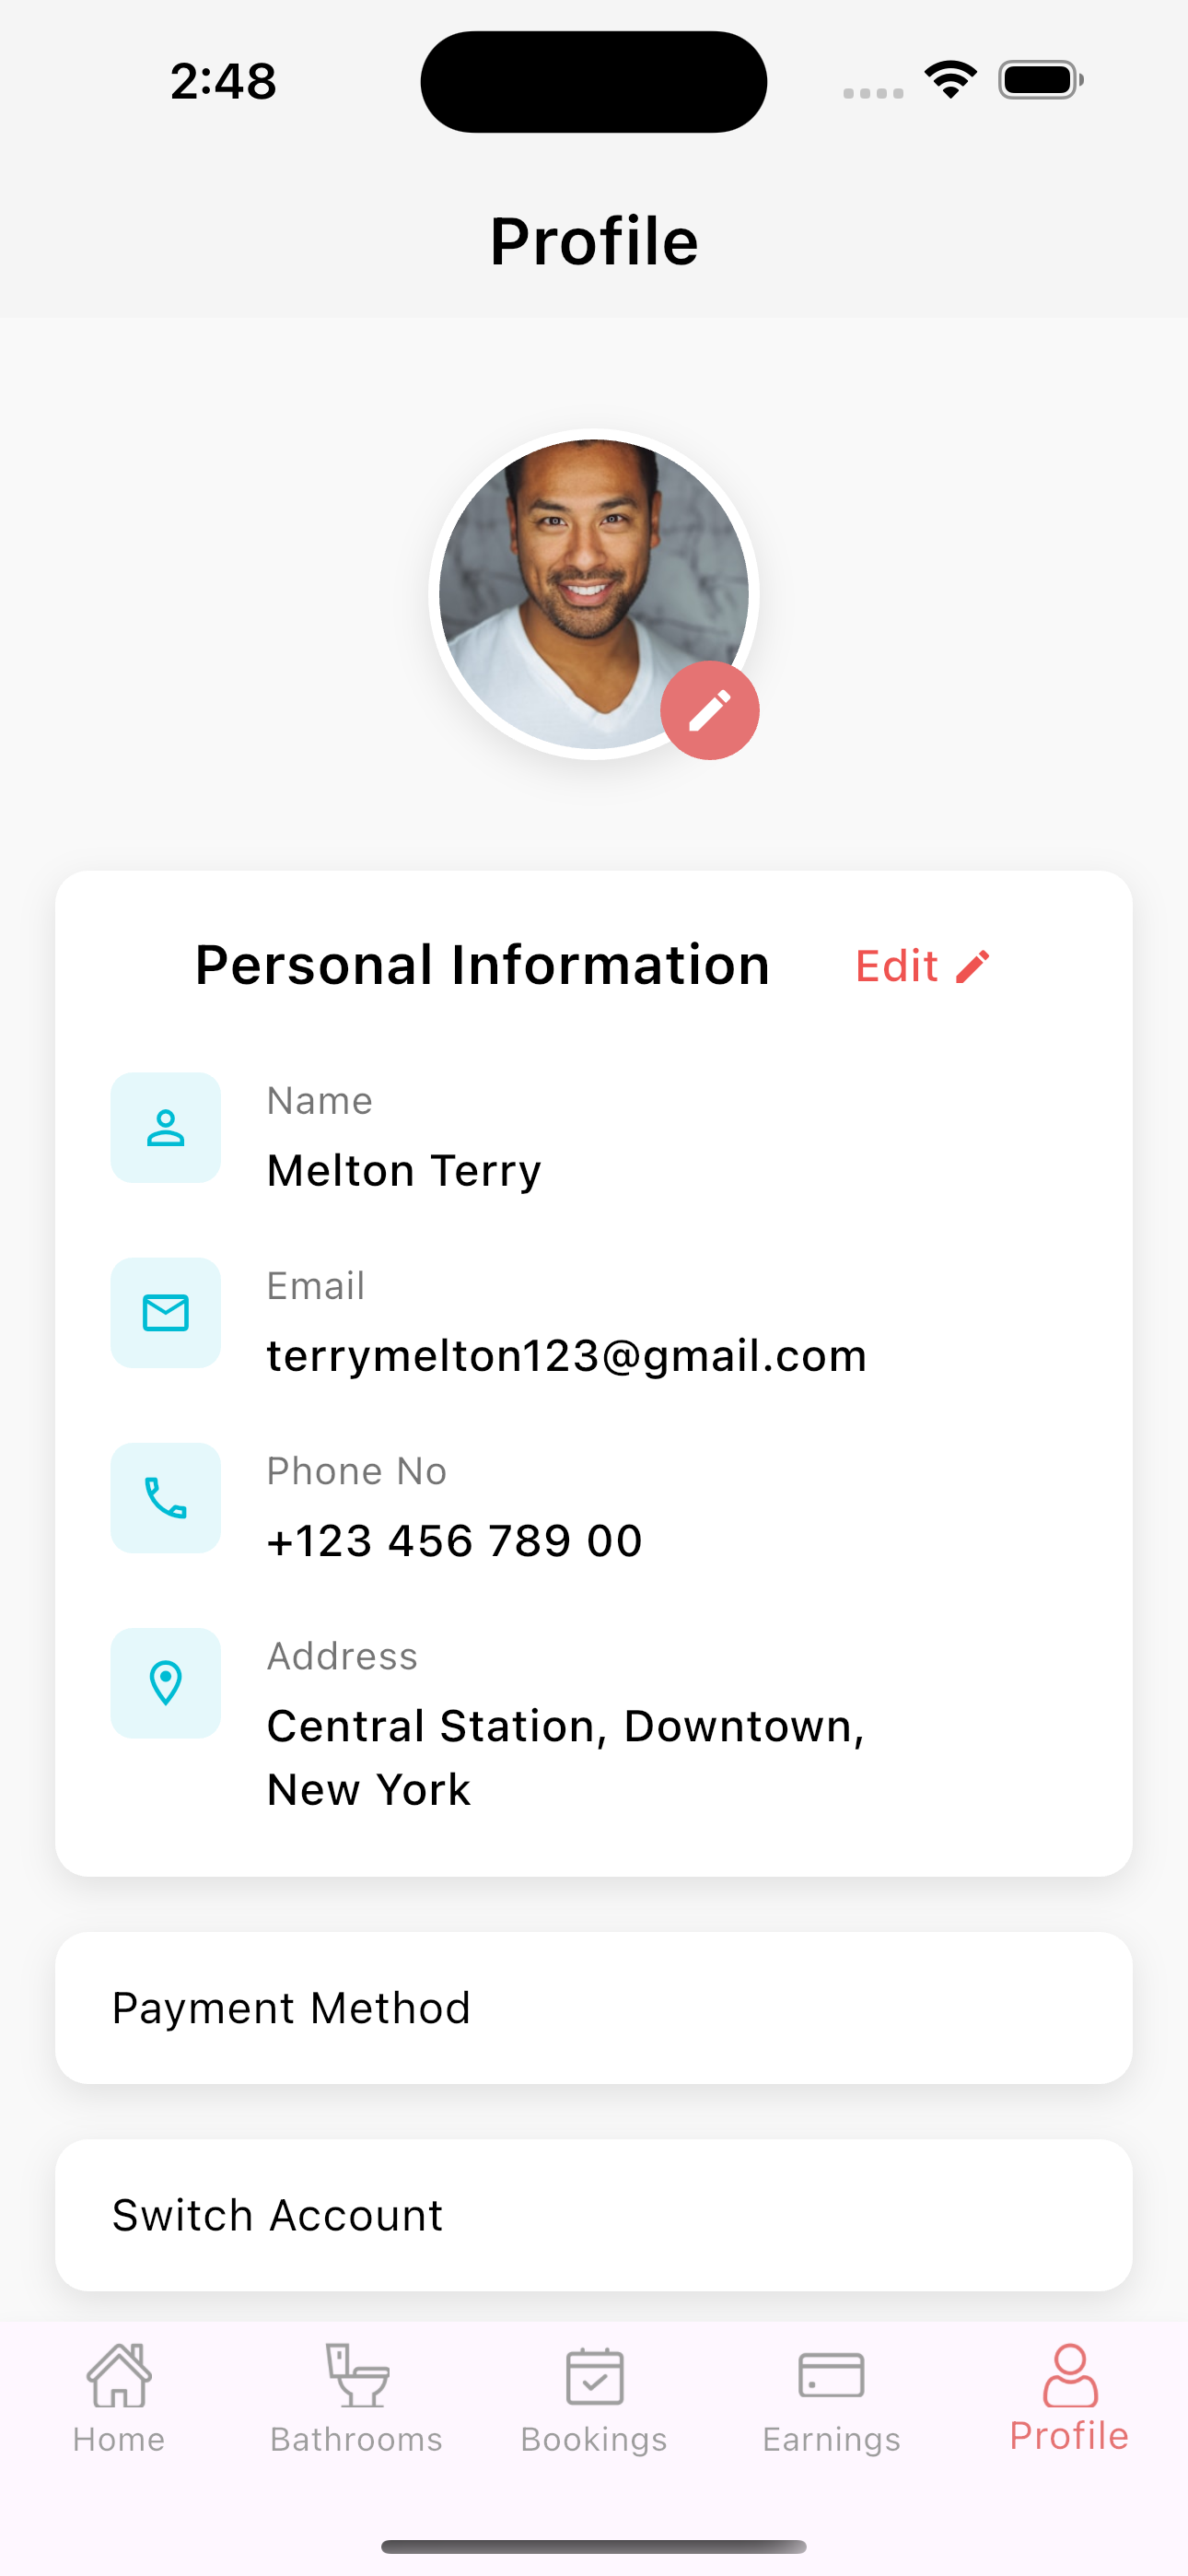 2:48
Profile
Personal Information
Edit
Name
Melton Terry
Email
terrymelton123@gmail.com
Phone No
+123 456 789 00
Address
Central Station, Downtown,
New York
Payment Method
Switch Account
Home
Bathrooms
Bookings
Earnings
Profile